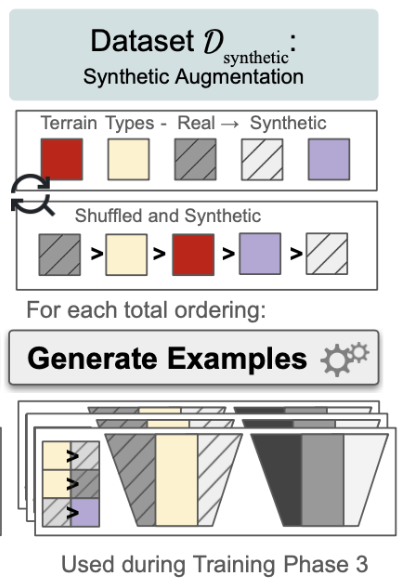 Dataset 𝒟synthetic:
Synthetic Augmentation
Terrain Types - Real → Synthetic
Shuffled and Synthetic
> > > >
For each total ordering:
Generate Examples
>
>
>
Used during Training Phase 3